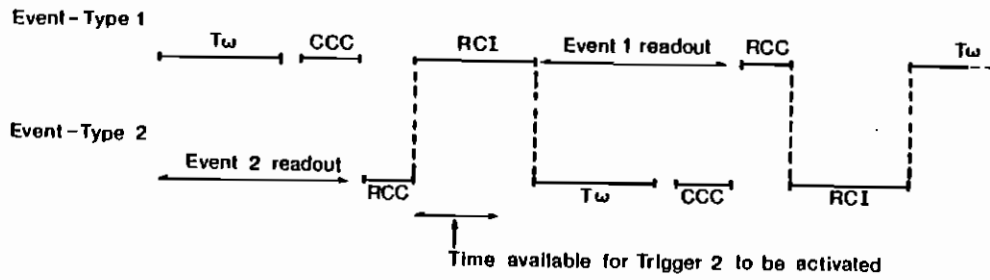 Event-Type 1
Tω CCC RCI Event 1 readout RCC Tω
Event-Type 2
Event 2 readout RCC Tω CCC RCI
Time available for Trigger 2 to be activated